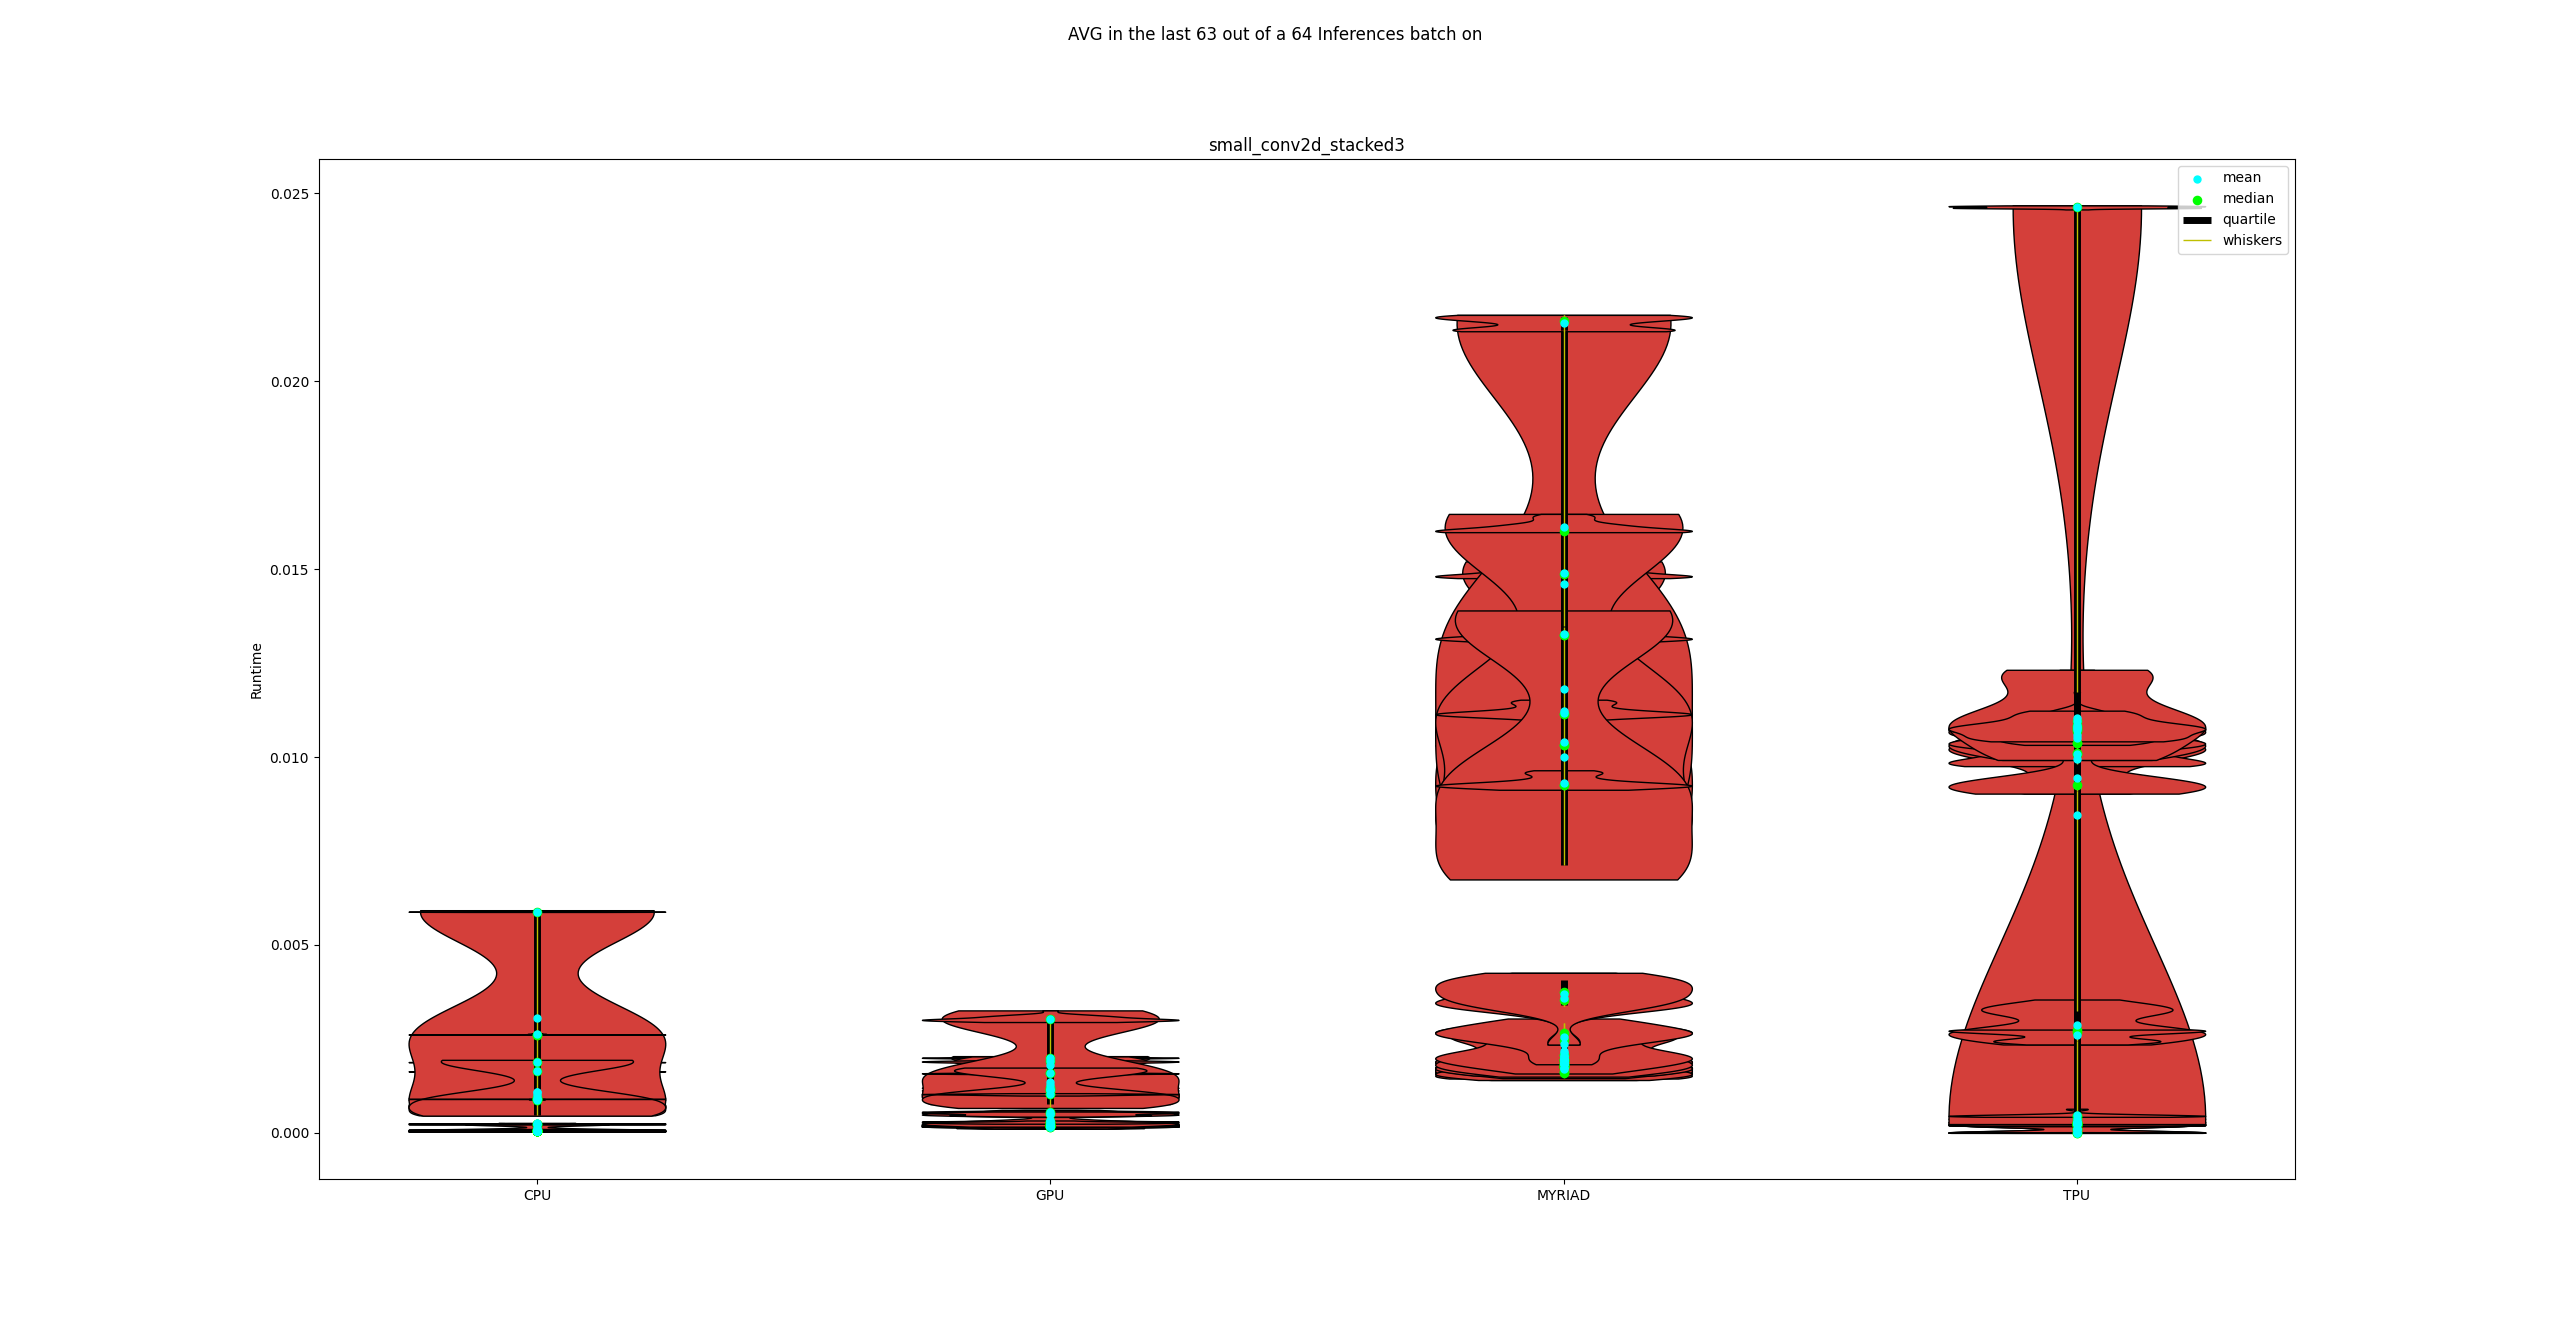 AVG in the last 63 out of a 64 Inferences batch on
small_conv2d_stacked3
mean
median
quartile
whiskers
Runtime
0.025
0.020
0.015
0.010
0.005
0.000
CPU
GPU
MYRIAD
TPU